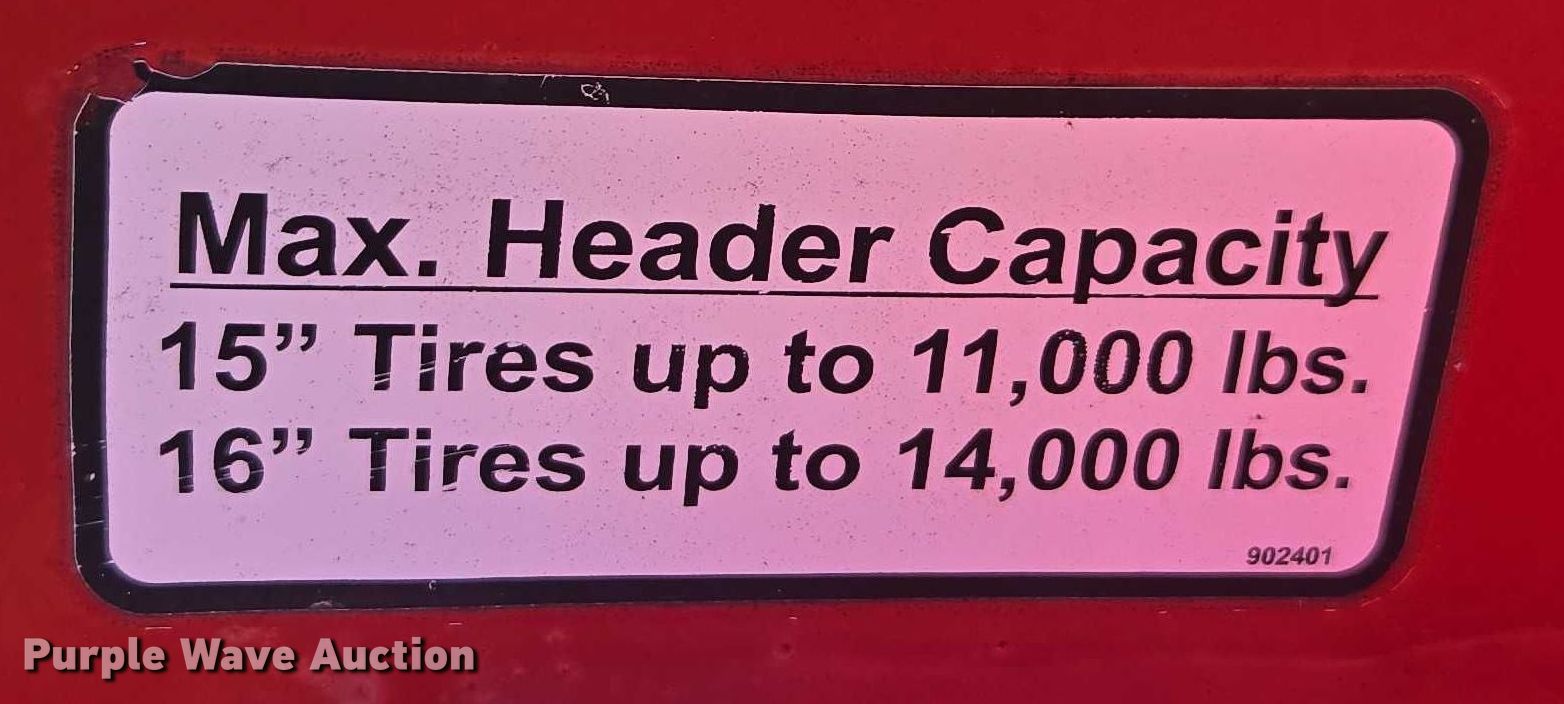 Max. Header Capacity
15” Tires up to 11,000 lbs.
16” Tires up to 14,000 lbs.
902401
Purple Wave Auction